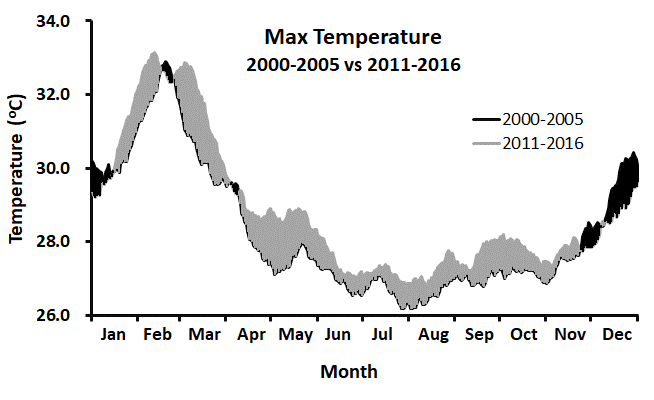 Max Temperature
2000-2005 vs 2011-2016
34.0
32.0
30.0
28.0
26.0
Temperature (°C)
2000-2005
2011-2016
Jan Feb Mar Apr May Jun Jul Aug Sep Oct Nov Dec
Month